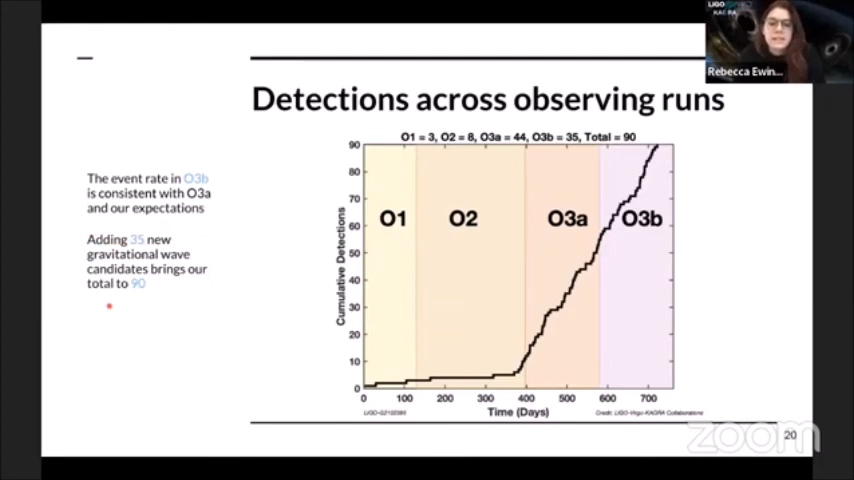 LIGO
KAGRA
Rebecca Ewin...
Detections across observing runs
The event rate in O3b
is consistent with O3a
and our expectations
Adding 35 new
gravitational wave
candidates brings our
total to 90
O1 = 3, O2 = 8, O3a = 44, O3b = 35, Total = 90
Cumulative Detections
90
80
70
60
50
40
30
20
10
0
O1 O2 O3a O3b
0 100 200 300 400 500 600 700
Time (Days)
Credit: LIGO-Virgo-KAGRA Collaborations
zoom
20